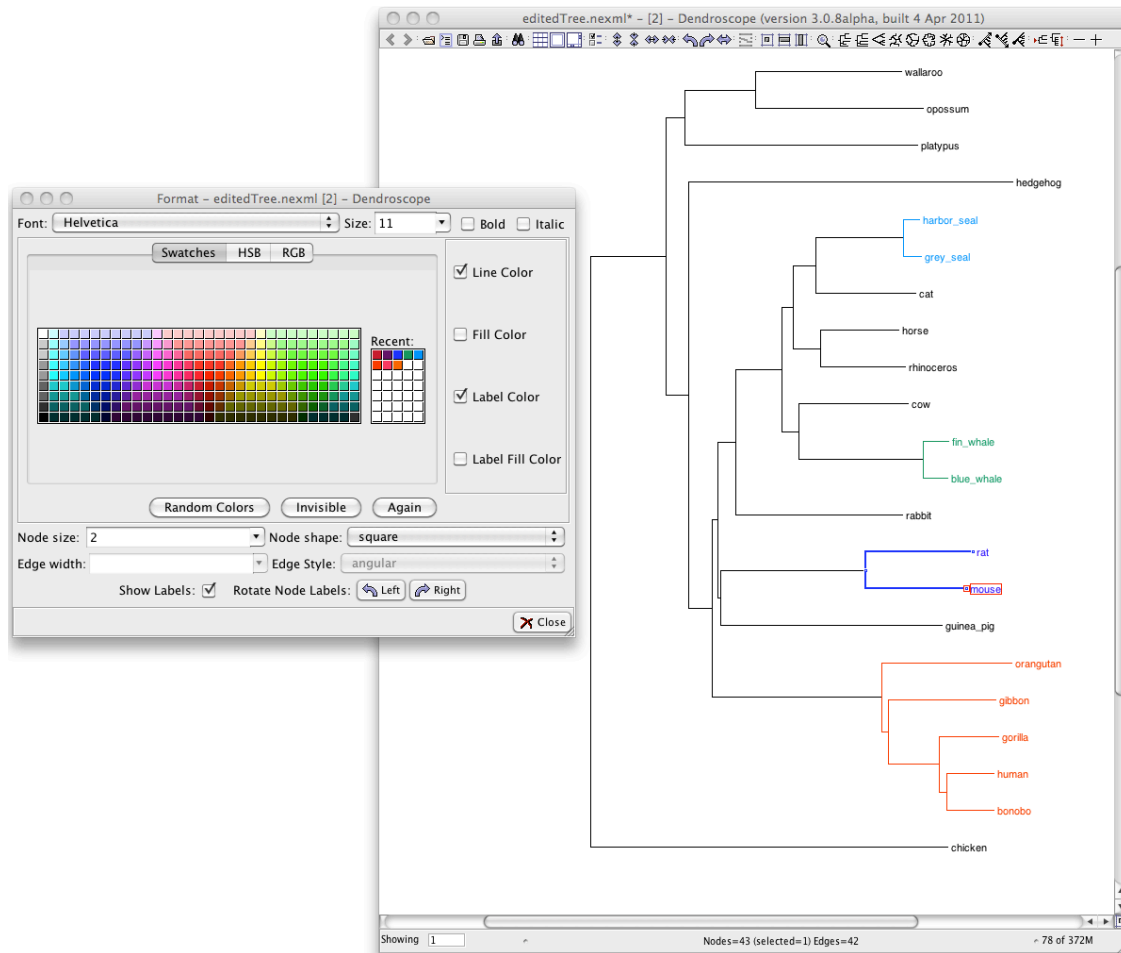 editedTree.nexml* - [2] - Dendroscope (version 3.0.8alpha, built 4 Apr 2011)
wallaroo
opossum
platypus
hedgehog
harbor_seal
grey_seal
cat
horse
rhinoceros
cow
fin_whale
blue_whale
rabbit
rat
mouse
guinea_pig
orangutan
gibbon
gorilla
human
bonobo
chicken
Showing 1 Nodes=43 (selected=1) Edges=42 78 of 372M
Format - editedTree.nexml [2] - Dendroscope
Font: Helvetica Size: 11 Bold Italic
Swatches HSB RGB
Line Color
Fill Color
Recent:
Label Color
Label Fill Color
Random Colors Invisible Again
Node size: 2 Node shape: square
Edge width: Edge Style: angular
Show Labels: Rotate Node Labels: Left Right
Close